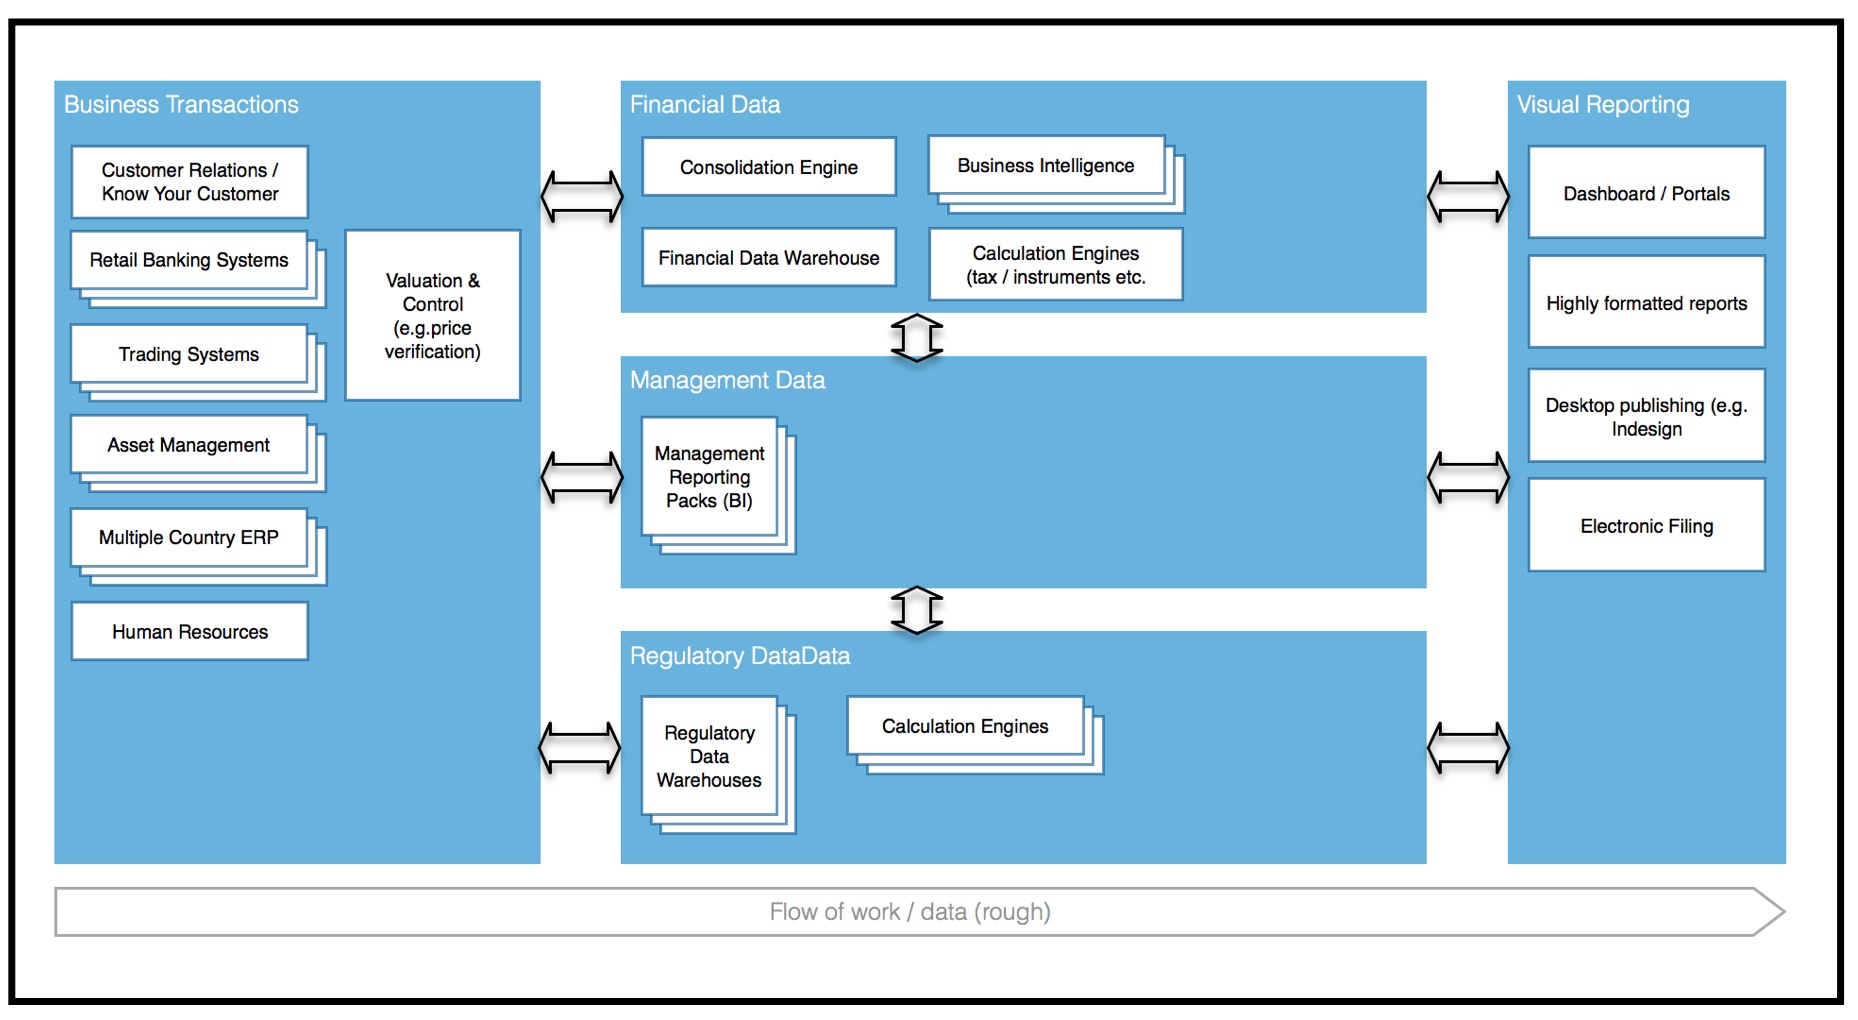 Business Transactions
Customer Relations /
Know Your Customer
Retail Banking Systems
Trading Systems
Asset Management
Multiple Country ERP
Human Resources
Valuation &
Control
(e.g.price
verification)
Financial Data
Consolidation Engine
Business Intelligence
Financial Data Warehouse
Calculation Engines
(tax / instruments etc.
Management Data
Management
Reporting
Packs (BI)
Regulatory DataData
Regulatory
Data
Warehouses
Calculation Engines
Visual Reporting
Dashboard / Portals
Highly formatted reports
Desktop publishing (e.g.
Indesign
Electronic Filing
Flow of work / data (rough)